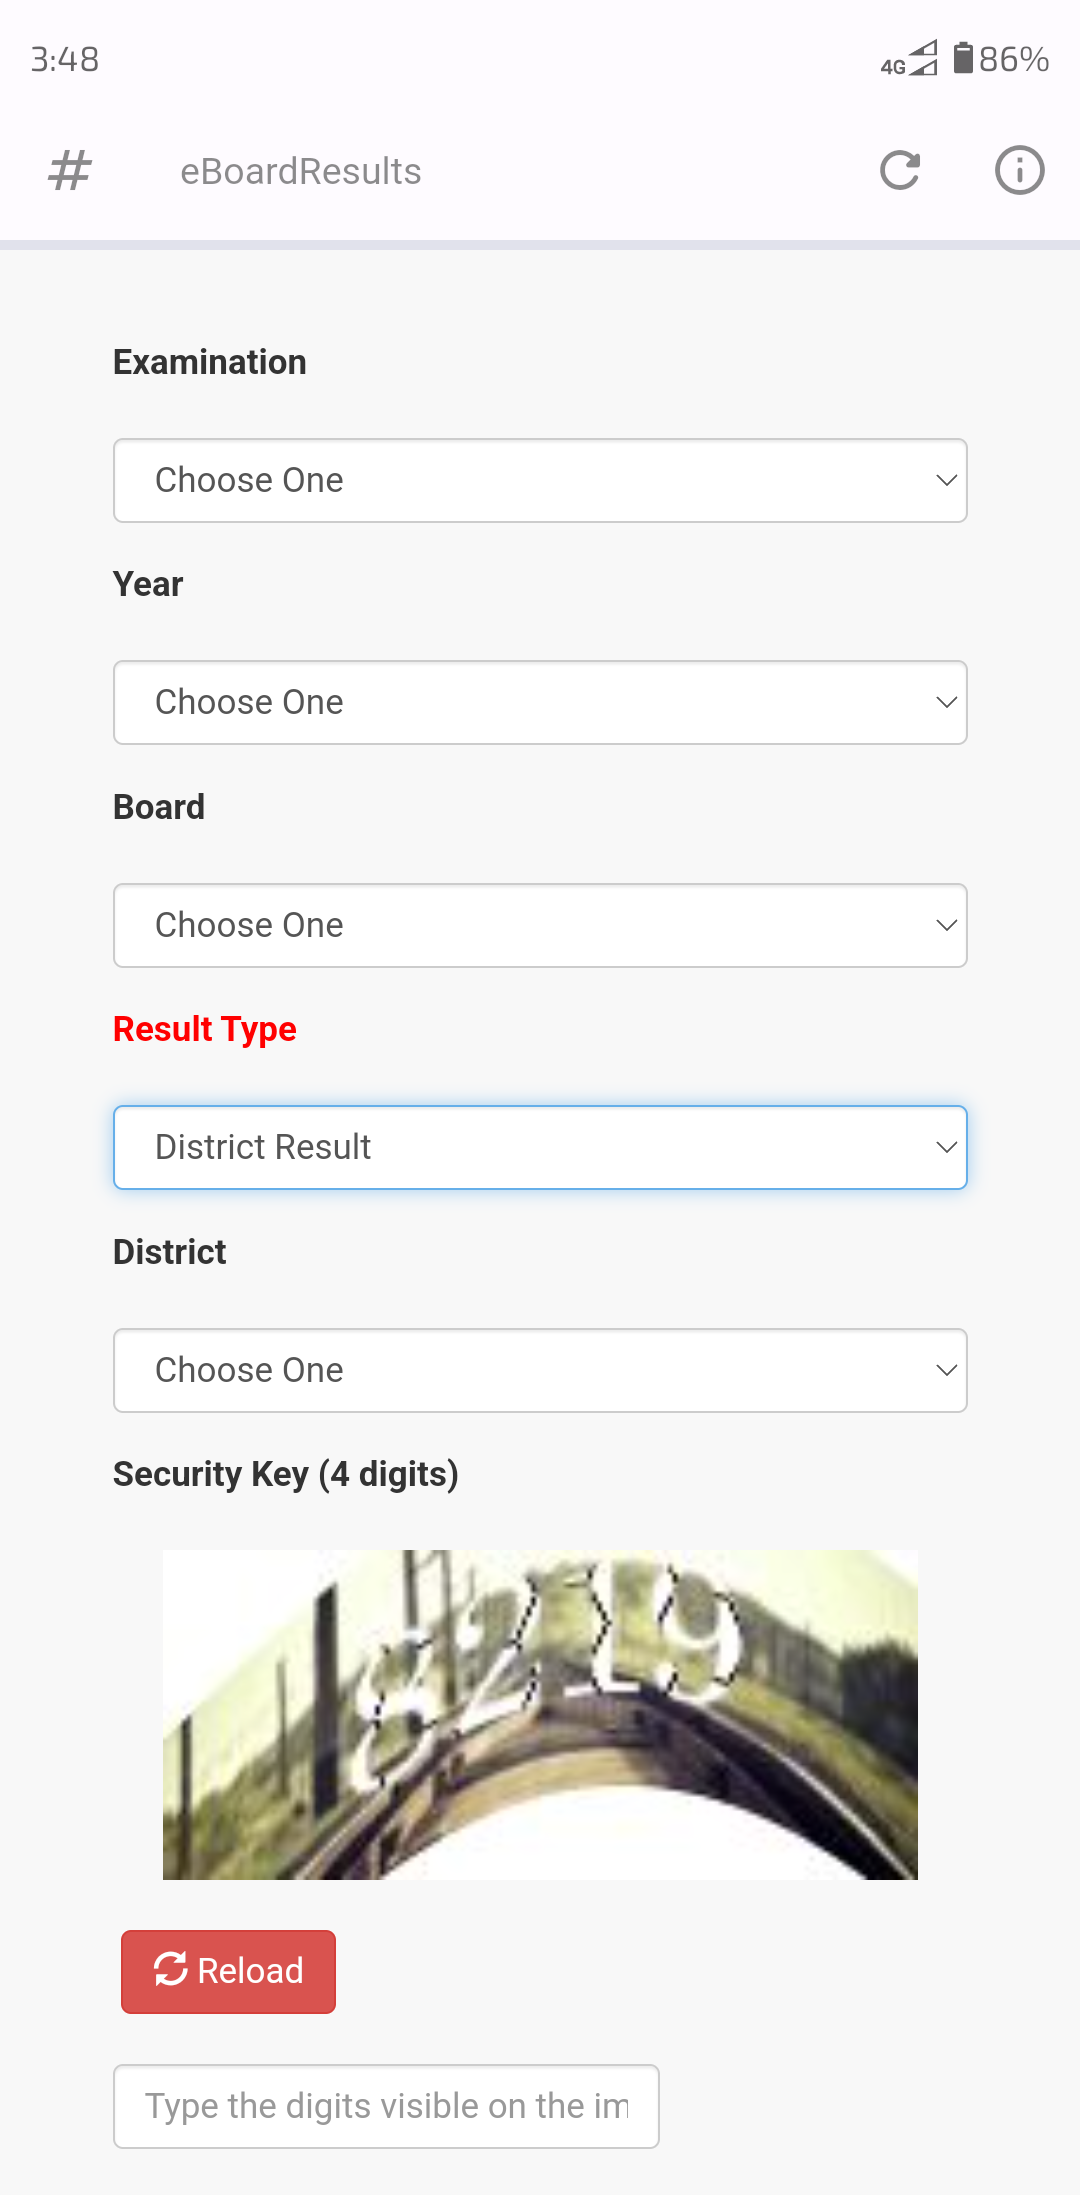 3:48
4G 86%
# eBoardResults
Examination
Choose One
Year
Choose One
Board
Choose One
Result Type
District Result
District
Choose One
Security Key (4 digits)
Reload
Type the digits visible on the im